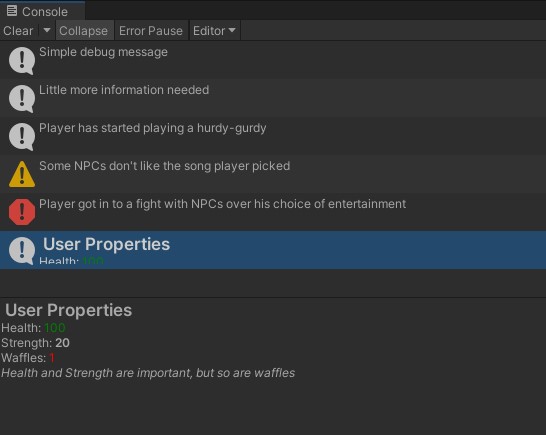 Console
Clear Collapse Error Pause Editor
Simple debug message
Little more information needed
Player has started playing a hurdy-gurdy
Some NPCs don't like the song player picked
Player got in to a fight with NPCs over his choice of entertainment
User Properties
Health: 100
User Properties
Health: 100
Strength: 20
Waffles: 1
Health and Strength are important, but so are waffles